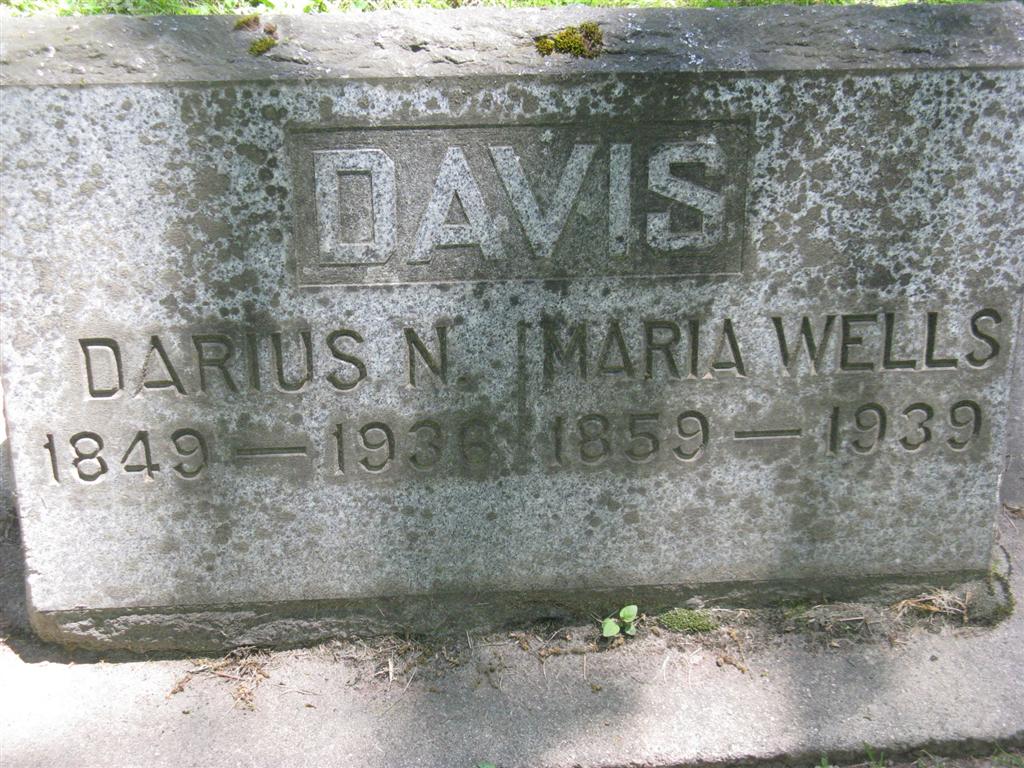 DAVIS
DARIUS N. MARIA WELLS
1849 — 1936 1859 — 1939